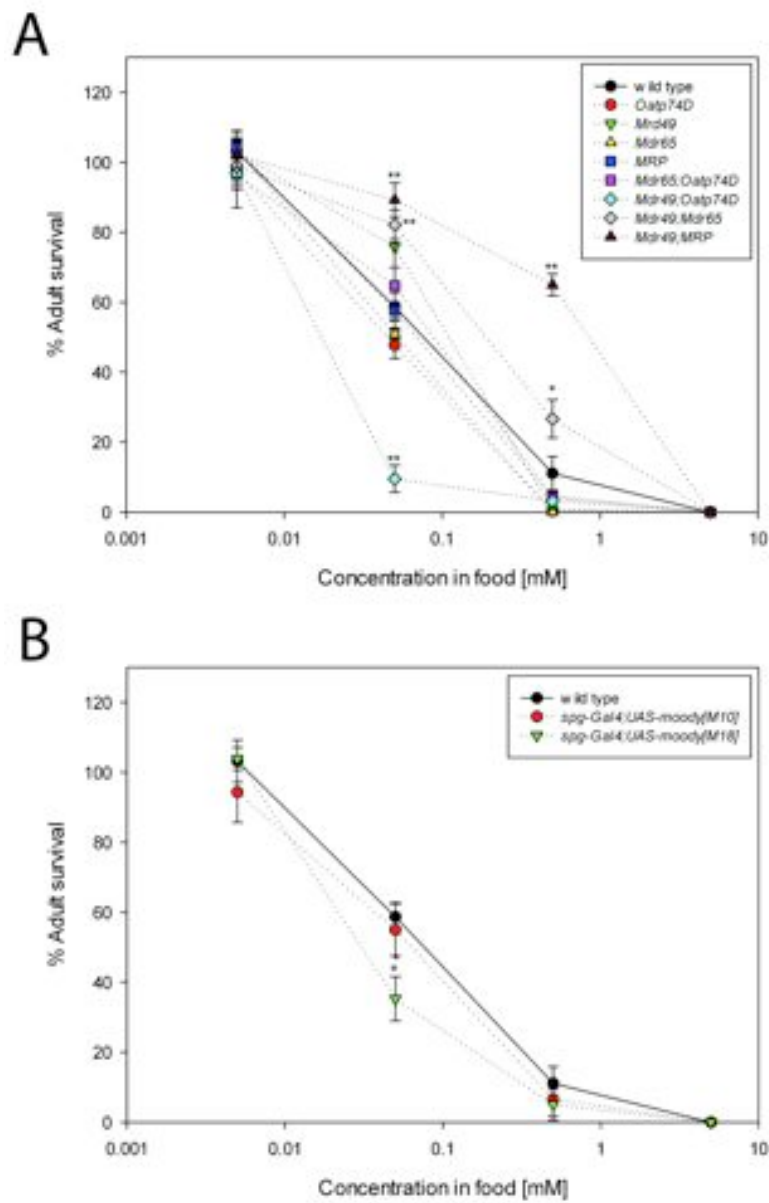 A
120
100
80
60
40
20
0
% Adult survival
wild type
Oatp74D
Mrd49
Mdr65
MRP
Mdr65;Oatp74D
Mdr49;Oatp74D
Mdr49;Mdr65
Mdr49;MRP
**
**
**
*
**
0.001
0.01
0.1
1
10
Concentration in food [mM]
B
120
100
80
60
40
20
0
% Adult survival
wild type
spg-Gal4;UAS-moody[M10]
spg-Gal4;UAS-moody[M18]
*
0.001
0.01
0.1
1
10
Concentration in food [mM]